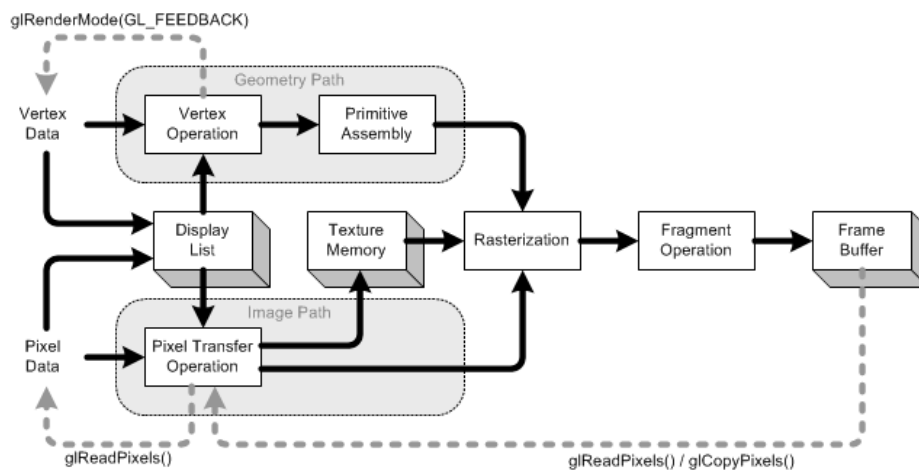 glRenderMode(GL_FEEDBACK)
Geometry Path
Vertex
Data
Vertex
Operation
Primitive
Assembly
Display
List
Texture
Memory
Rasterization
Fragment
Operation
Frame
Buffer
Image Path
Pixel
Data
Pixel Transfer
Operation
glReadPixels()
glReadPixels() / glCopyPixels()